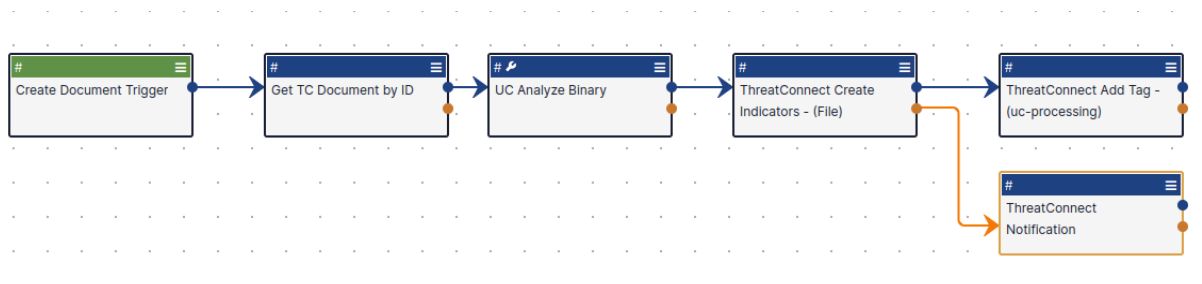 #
Create Document Trigger
#
Get TC Document by ID
#
UC Analyze Binary
#
ThreatConnect Create
Indicators - (File)
#
ThreatConnect Add Tag -
(uc-processing)
#
ThreatConnect
Notification